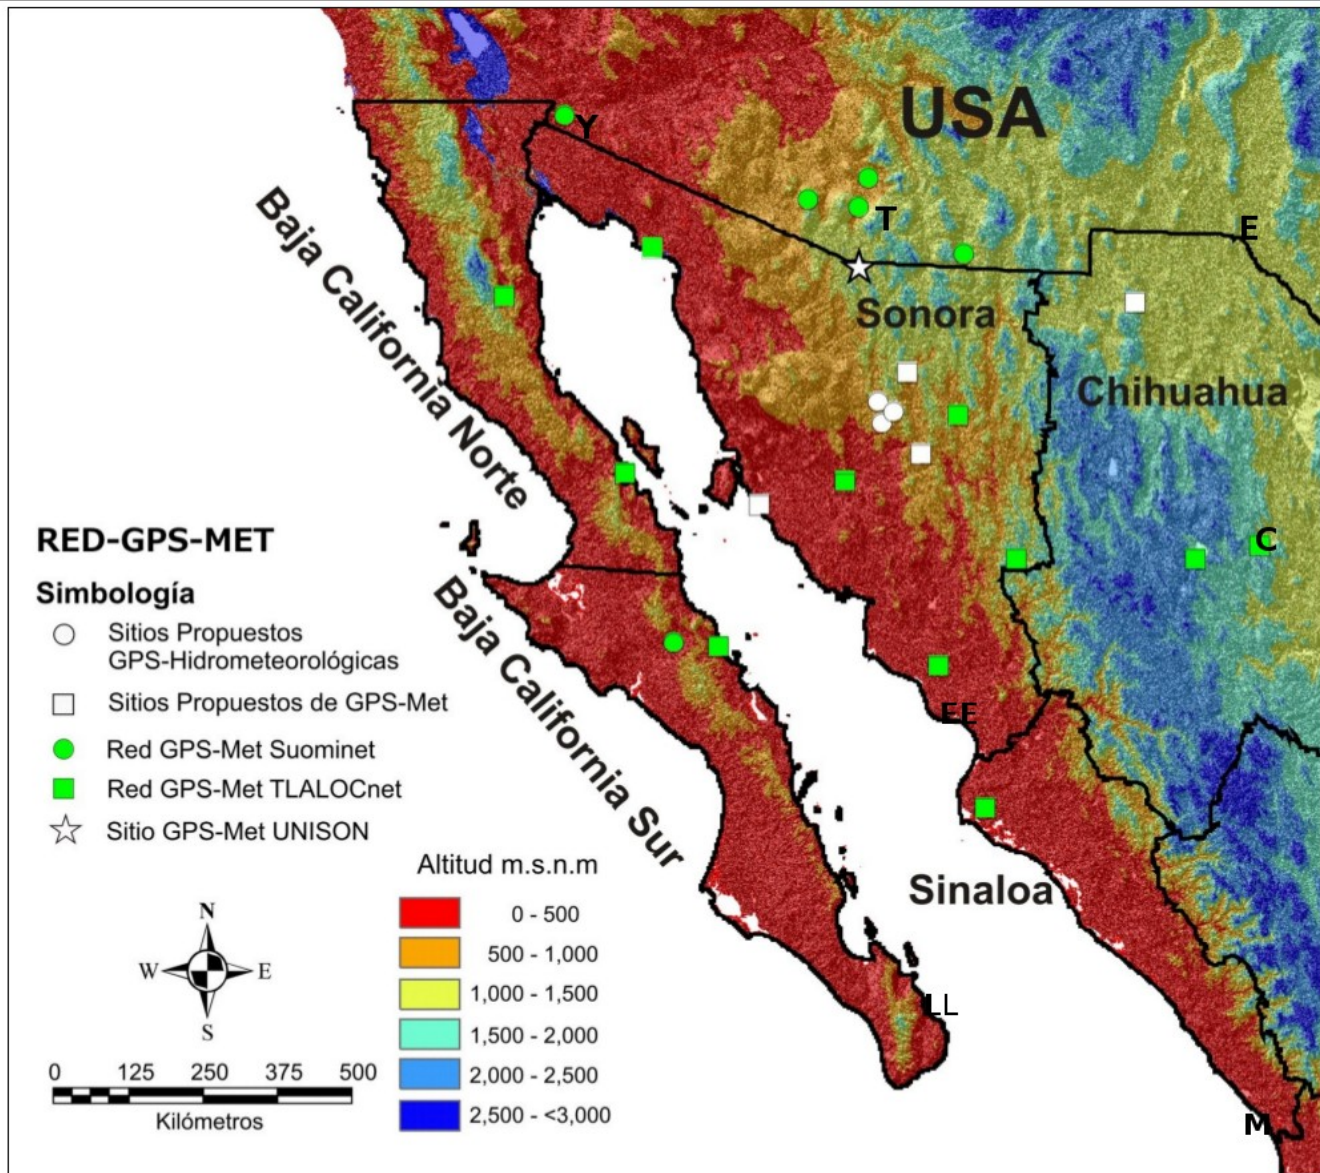 USA
Y
T
E
Sonora
Chihuahua
Baja California Norte
C
Baja California Sur
EE
Sinaloa
LL
M
RED-GPS-MET
Simbología
Sitios Propuestos
GPS-Hidrometeorológicas
Sitios Propuestos de GPS-Met
Red GPS-Met Suominet
Red GPS-Met TLALOCnet
Sitio GPS-Met UNISON
Altitud m.s.n.m
0 - 500
500 - 1,000
1,000 - 1,500
1,500 - 2,000
2,000 - 2,500
2,500 - <3,000
N
W E
S
0 125 250 375 500
Kilómetros